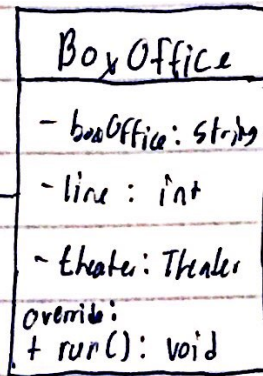 BoxOffice
- boxOffice: string
- line : int
- theater: Theater
override:
+ run(): void